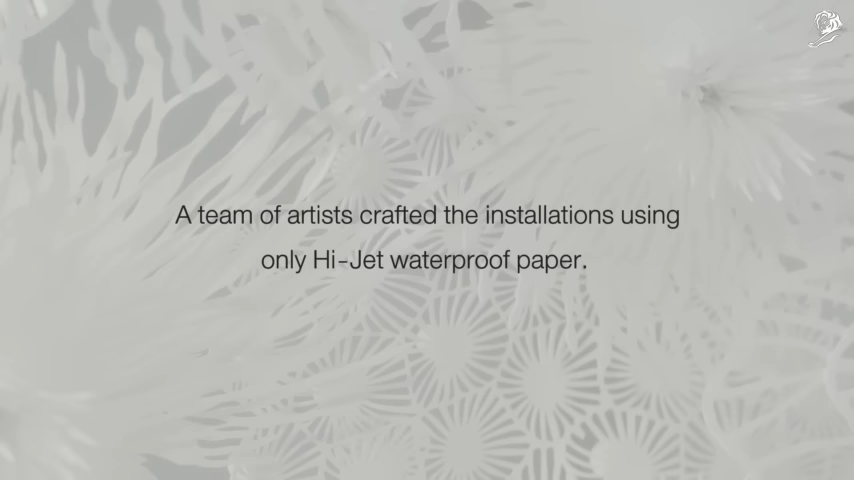 A team of artists crafted the installations using
only Hi-Jet waterproof paper.